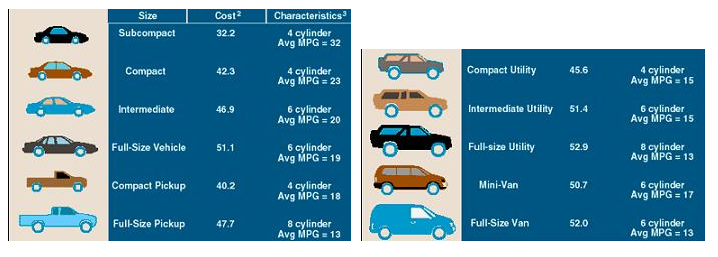 Size Cost2 Characteristics3
Subcompact 32.2 4 cylinder
Avg MPG = 32
Compact 42.3 4 cylinder
Avg MPG = 23
Intermediate 46.9 6 cylinder
Avg MPG = 20
Full-Size Vehicle 51.1 6 cylinder
Avg MPG = 19
Compact Pickup 40.2 4 cylinder
Avg MPG = 18
Full-Size Pickup 47.7 8 cylinder
Avg MPG = 13
Compact Utility 45.6 4 cylinder
Avg MPG = 15
Intermediate Utility 51.4 6 cylinder
Avg MPG = 15
Full-size Utility 52.9 8 cylinder
Avg MPG = 13
Mini-Van 50.7 6 cylinder
Avg MPG = 17
Full-Size Van 52.0 6 cylinder
Avg MPG = 13